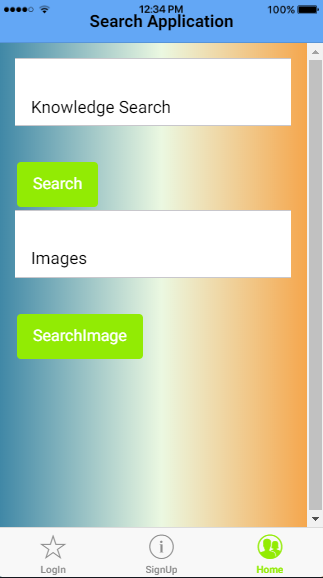 12:34 PM 100%
Search Application
Knowledge Search
Search
Images
SearchImage
LogIn SignUp Home